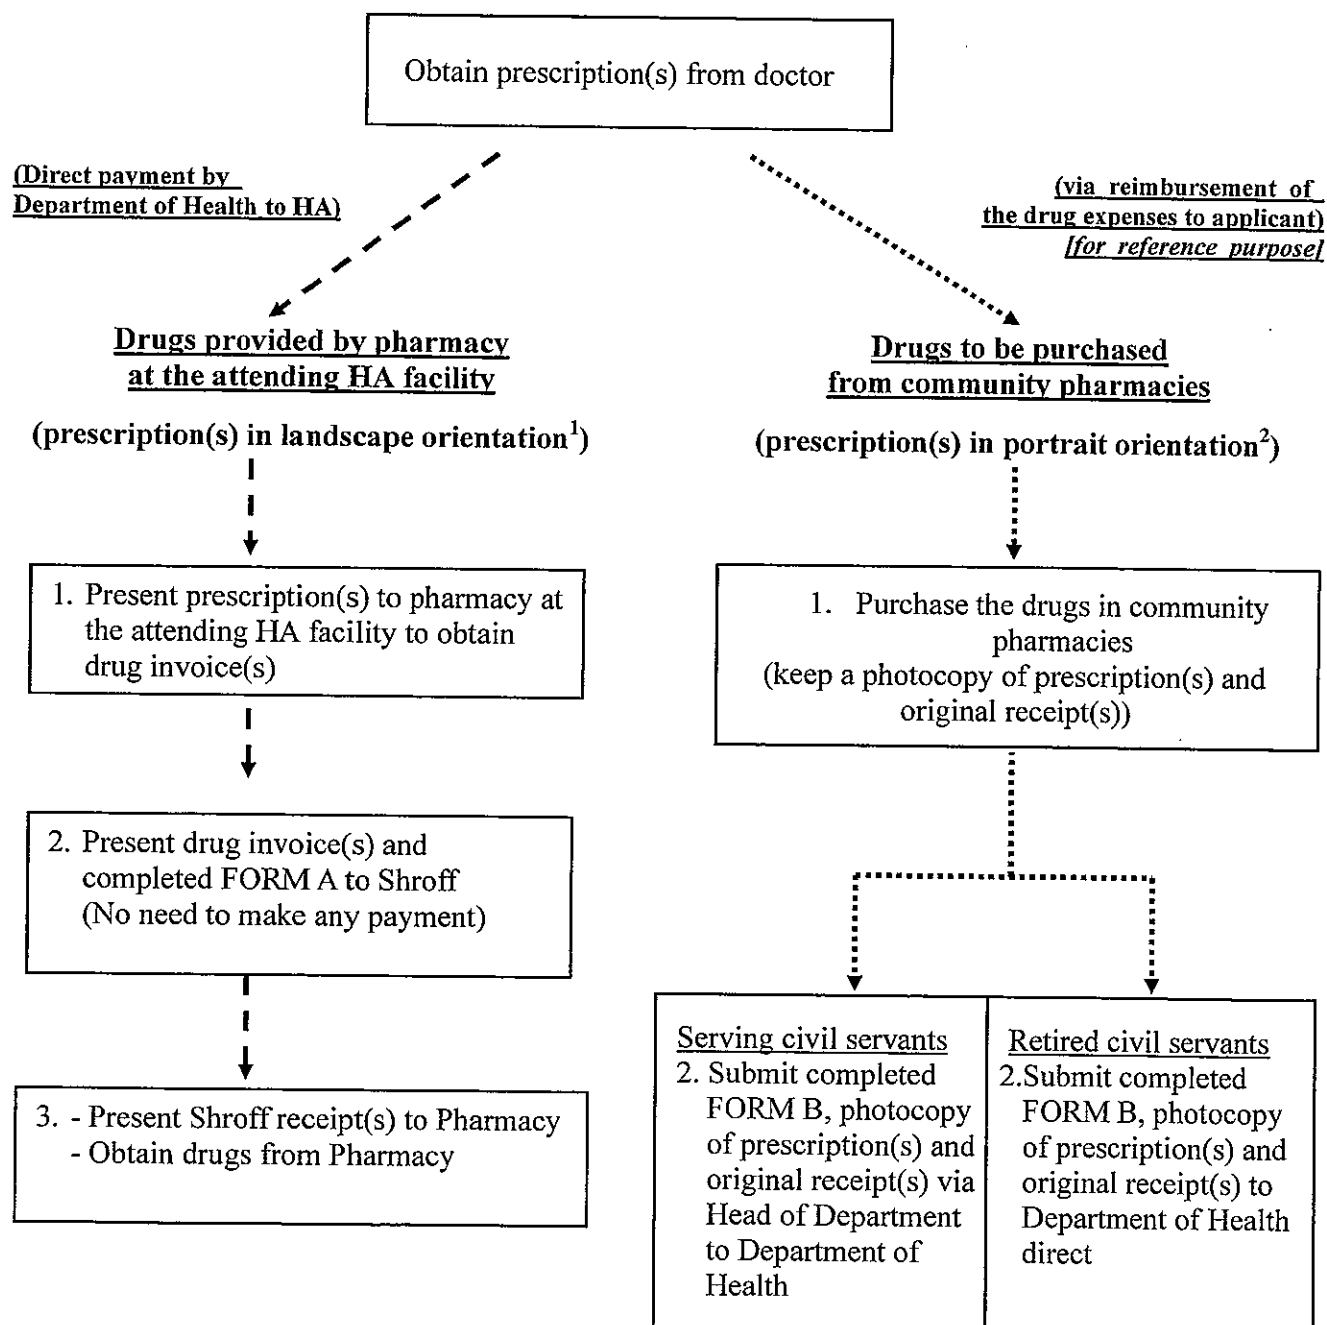 Obtain prescription(s) from doctor
(Direct payment by
Department of Health to HA)
(via reimbursement of
the drug expenses to applicant)
[for reference purpose]
Drugs provided by pharmacy
at the attending HA facility
(prescription(s) in landscape orientation¹)
Drugs to be purchased
from community pharmacies
(prescription(s) in portrait orientation²)
1. Present prescription(s) to pharmacy at
the attending HA facility to obtain
drug invoice(s)
2. Present drug invoice(s) and
completed FORM A to Shroff
(No need to make any payment)
3. - Present Shroff receipt(s) to Pharmacy
- Obtain drugs from Pharmacy
1. Purchase the drugs in community
pharmacies
(keep a photocopy of prescription(s) and
original receipt(s))
Serving civil servants
2. Submit completed
FORM B, photocopy
of prescription(s) and
original receipt(s) via
Head of Department
to Department of
Health
Retired civil servants
2.Submit completed
FORM B, photocopy
of prescription(s) and
original receipt(s) to
Department of Health
direct